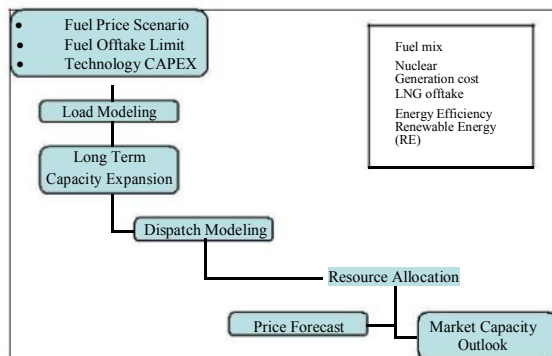 • Fuel Price Scenario
• Fuel Offtake Limit
• Technology CAPEX
Load Modeling
Long Term
Capacity Expansion
Dispatch Modeling
Resource Allocation
Price Forecast
Market Capacity
Outlook
Fuel mix
Nuclear
Generation cost
LNG offtake
Energy Efficiency
Renewable Energy
(RE)